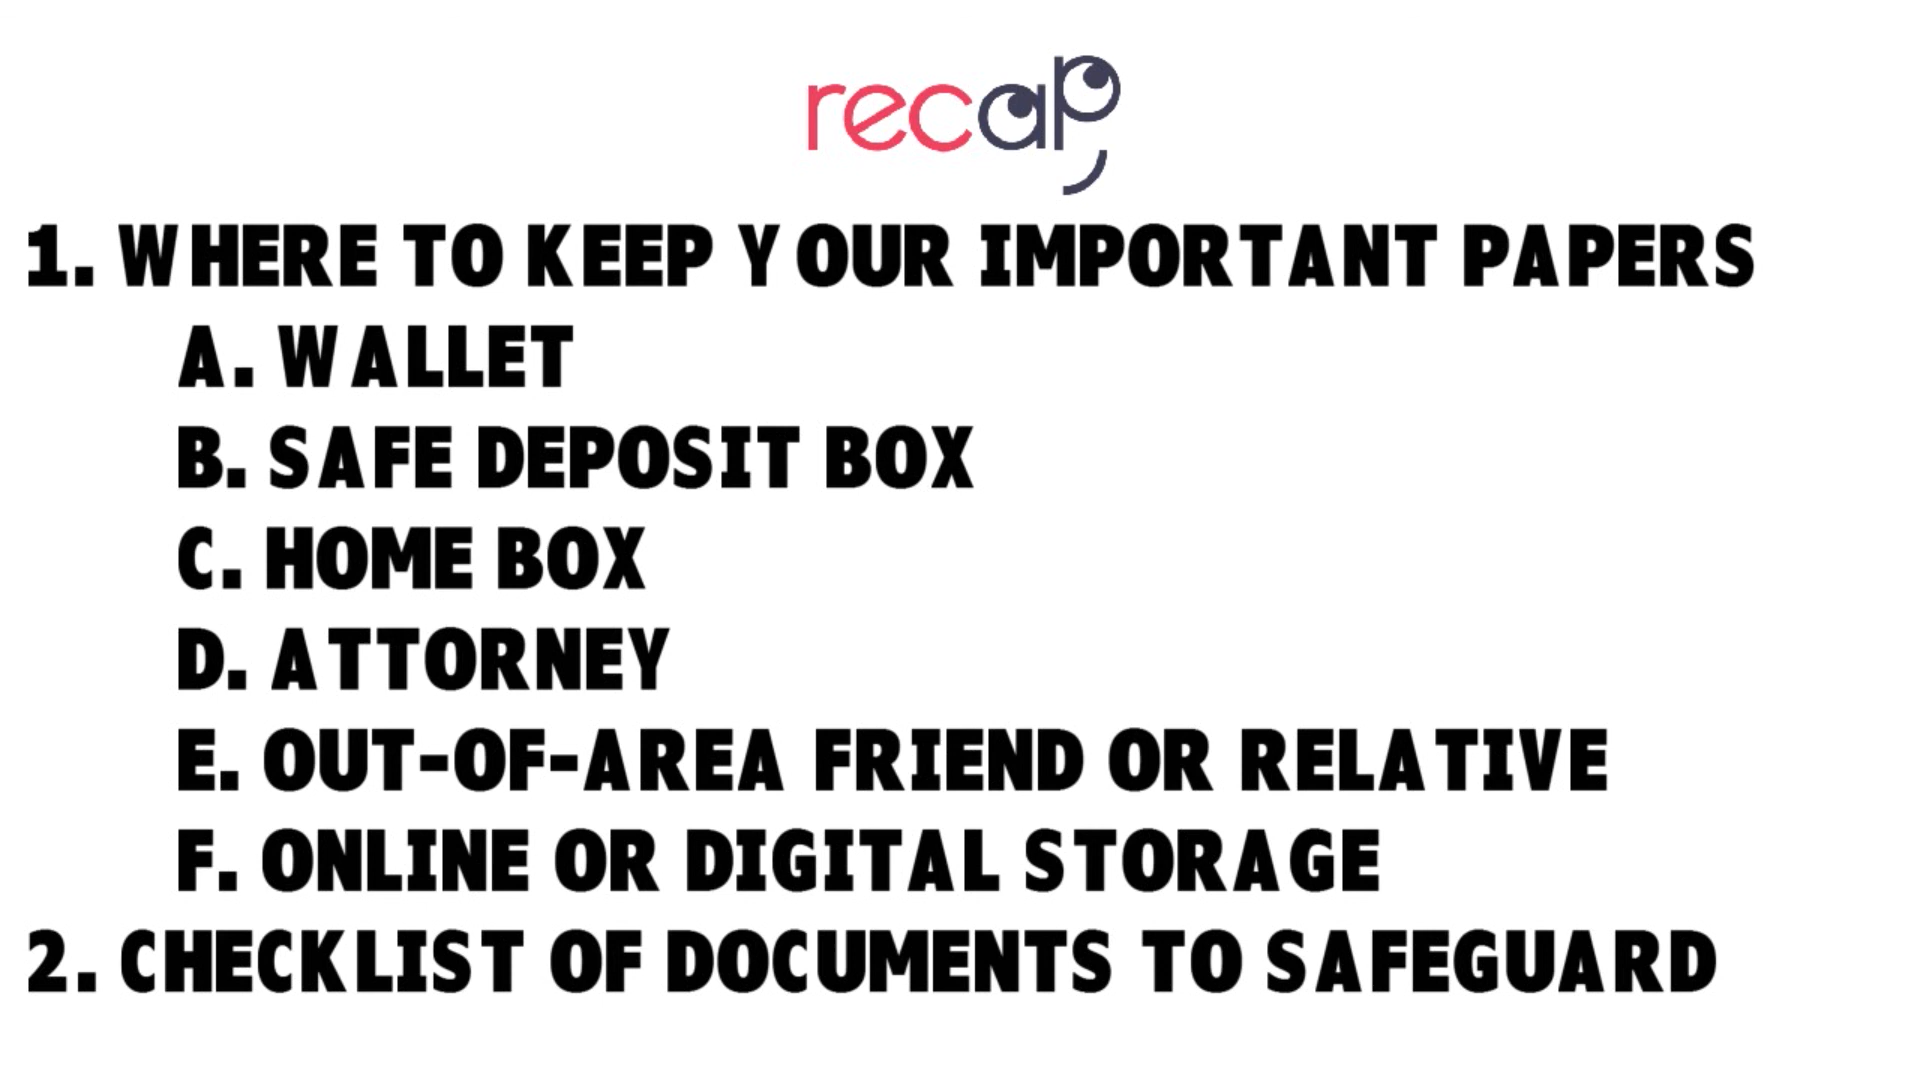 recap
1. WHERE TO KEEP YOUR IMPORTANT PAPERS
A. WALLET
B. SAFE DEPOSIT BOX
C. HOME BOX
D. ATTORNEY
E. OUT-OF-AREA FRIEND OR RELATIVE
F. ONLINE OR DIGITAL STORAGE
2. CHECKLIST OF DOCUMENTS TO SAFEGUARD